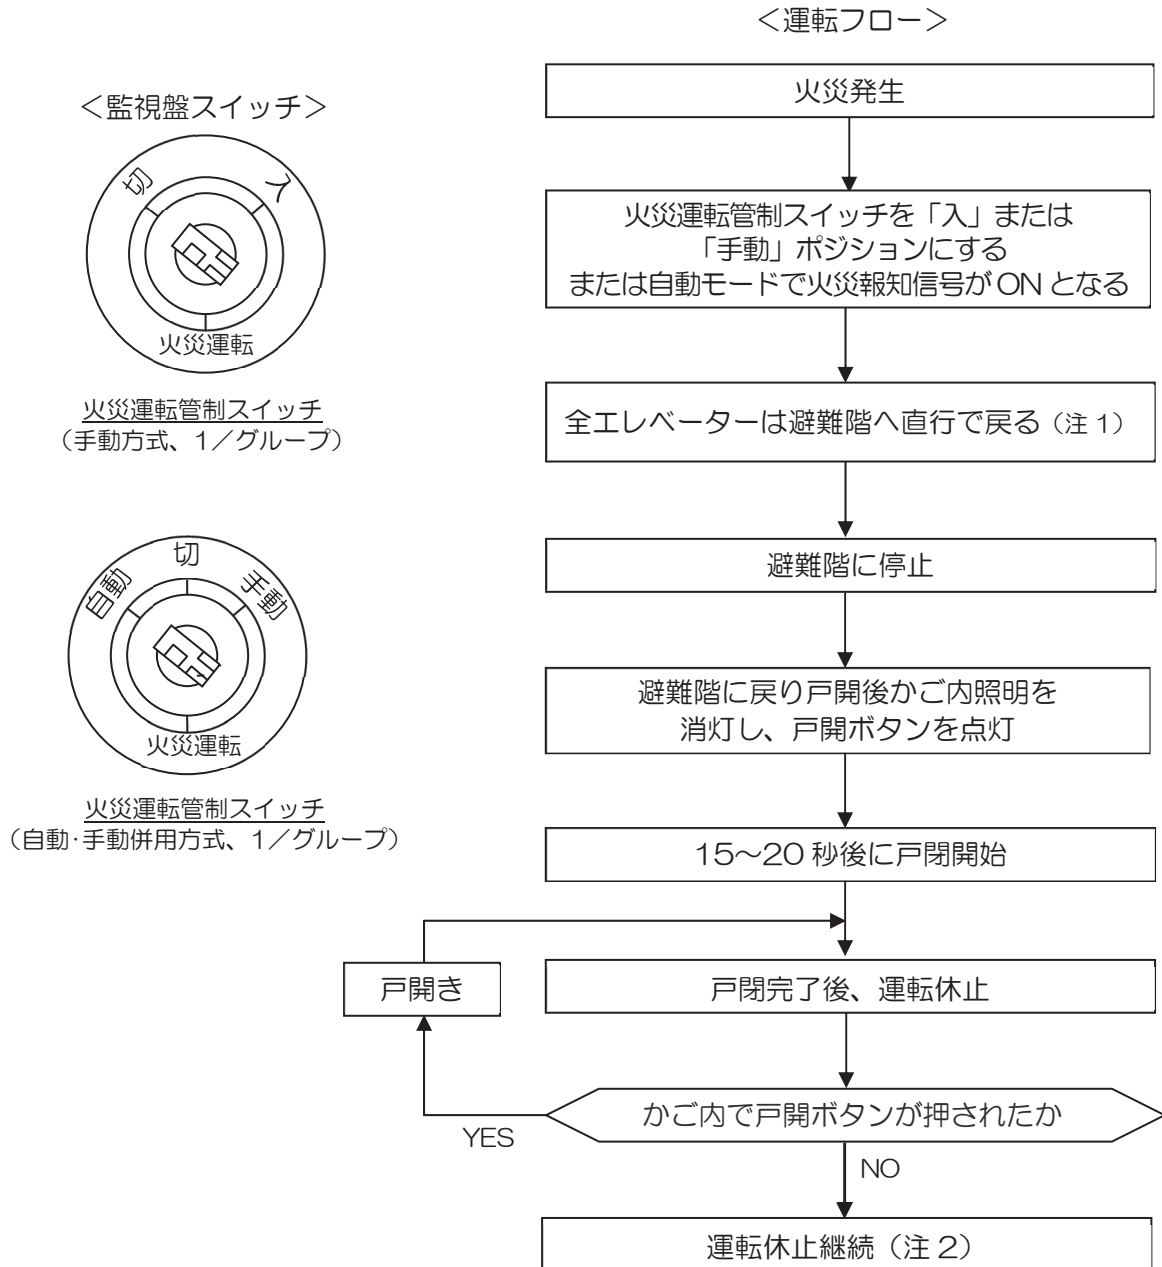 ＜監視盤スイッチ＞
切
入
火災運転
火災運転管制スイッチ
（手動方式、1／グループ）
自動
切
手動
火災運転
火災運転管制スイッチ
（自動･手動併用方式、1／グループ）
＜運転フロー＞
火災発生
火災運転管制スイッチを「入」または
「手動」ポジションにする
または自動モードで火災報知信号がONとなる
全エレベーターは避難階へ直行で戻る（注1）
避難階に停止
避難階に戻り戸開後かご内照明を
消灯し、戸開ボタンを点灯
15～20秒後に戸閉開始
戸開き
戸閉完了後、運転休止
かご内で戸開ボタンが押されたか
YES
NO
運転休止継続（注2）